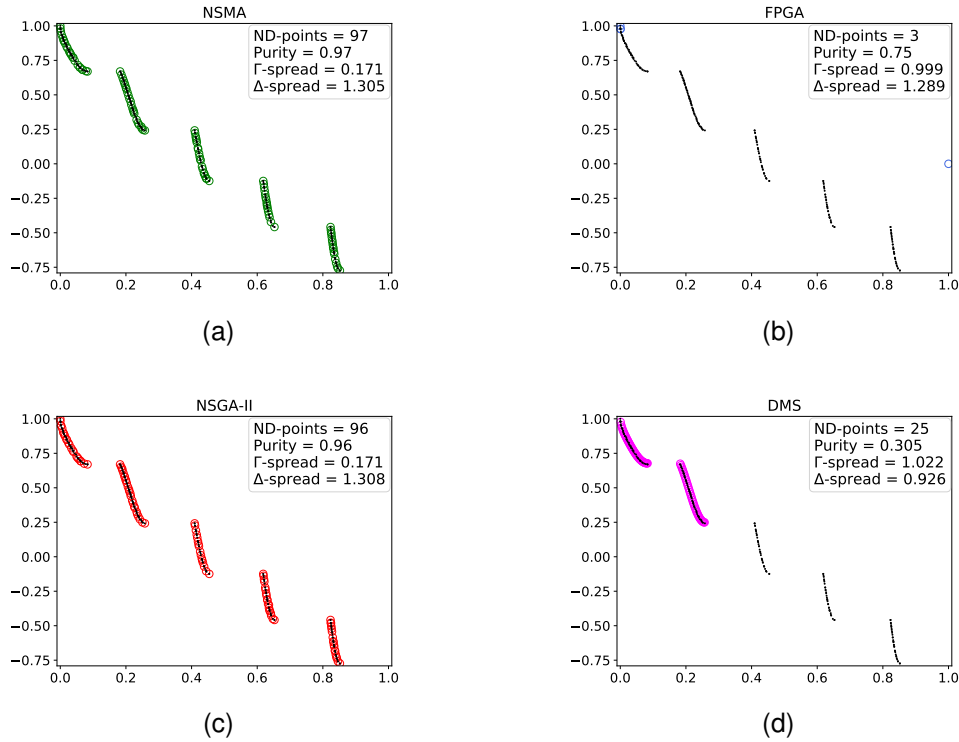 NSMA
ND-points = 97
Purity = 0.97
Γ-spread = 0.171
Δ-spread = 1.305
1.00
0.75
0.50
0.25
0.00
−0.25
−0.50
−0.75
0.0 0.2 0.4 0.6 0.8 1.0
(a)
FPGA
ND-points = 3
Purity = 0.75
Γ-spread = 0.999
Δ-spread = 1.289
1.00
0.75
0.50
0.25
0.00
−0.25
−0.50
−0.75
0.0 0.2 0.4 0.6 0.8 1.0
(b)
NSGA-II
ND-points = 96
Purity = 0.96
Γ-spread = 0.171
Δ-spread = 1.308
1.00
0.75
0.50
0.25
0.00
−0.25
−0.50
−0.75
0.0 0.2 0.4 0.6 0.8 1.0
(c)
DMS
ND-points = 25
Purity = 0.305
Γ-spread = 1.022
Δ-spread = 0.926
1.00
0.75
0.50
0.25
0.00
−0.25
−0.50
−0.75
0.0 0.2 0.4 0.6 0.8 1.0
(d)